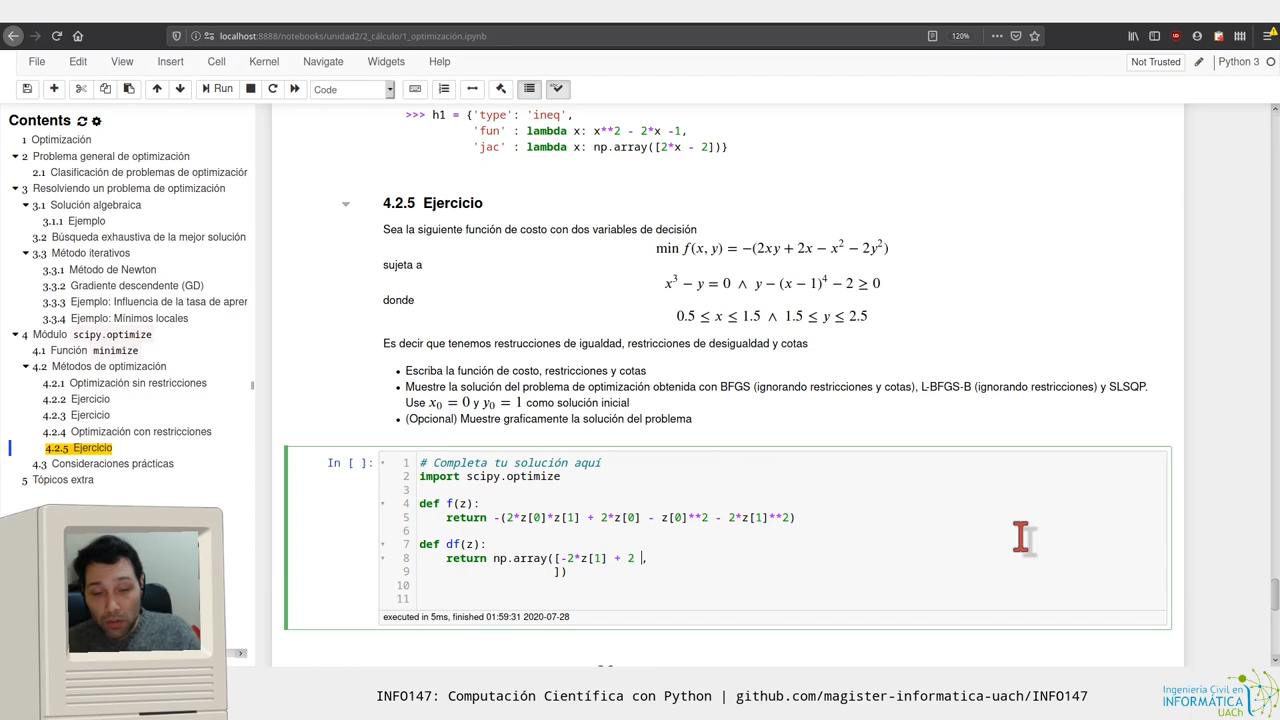 localhost:8888/notebooks/unidad2/2_cálculo/1_optimización.ipynb
120%
File Edit View Insert Cell Kernel Navigate Widgets Help
Not Trusted
Python 3
Run
Code
Contents
1 Optimización
2 Problema general de optimización
2.1 Clasificación de problemas de optimización
3 Resolviendo un problema de optimización
3.1 Solución algebraica
3.1.1 Ejemplo
3.2 Búsqueda exhaustiva de la mejor solución
3.3 Método iterativos
3.3.1 Método de Newton
3.3.2 Gradiente descendente (GD)
3.3.3 Ejemplo: Influencia de la tasa de aprer
3.3.4 Ejemplo: Mínimos locales
4 Módulo scipy.optimize
4.1 Función minimize
4.2 Métodos de optimización
4.2.1 Optimización sin restricciones
4.2.2 Ejercicio
4.2.3 Ejercicio
4.2.4 Optimización con restricciones
4.2.5 Ejercicio
4.3 Consideraciones prácticas
5 Tópicos extra
>>> h1 = {'type': 'ineq',
'fun' : lambda x: x**2 - 2*x -1,
'jac' : lambda x: np.array([2*x - 2])}
4.2.5 Ejercicio
Sea la siguiente función de costo con dos variables de decisión
min f(x, y) = −(2xy + 2x − x² − 2y²)
sujeta a
x³ − y = 0 ∧ y − (x − 1)⁴ − 2 ≥ 0
donde
0.5 ≤ x ≤ 1.5 ∧ 1.5 ≤ y ≤ 2.5
Es decir que tenemos restrucciones de igualdad, restricciones de desigualdad y cotas
• Escriba la función de costo, restricciones y cotas
• Muestre la solución del problema de optimización obtenida con BFGS (ignorando restricciones y cotas), L-BFGS-B (ignorando restricciones) y SLSQP.
Use x₀ = 0 y y₀ = 1 como solución inicial
• (Opcional) Muestre graficamente la solución del problema
In [ ]:
1 # Completa tu solución aquí
2 import scipy.optimize
3
4 def f(z):
5 return -(2*z[0]*z[1] + 2*z[0] - z[0]**2 - 2*z[1]**2)
6
7 def df(z):
8 return np.array([-2*z[1] + 2 ,
9 ])
10
11
executed in 5ms, finished 01:59:31 2020-07-28
INFO147: Computación Científica con Python | github.com/magister-informatica-uach/INFO147
Ingeniería Civil en
INFORMÁTICA
UACh